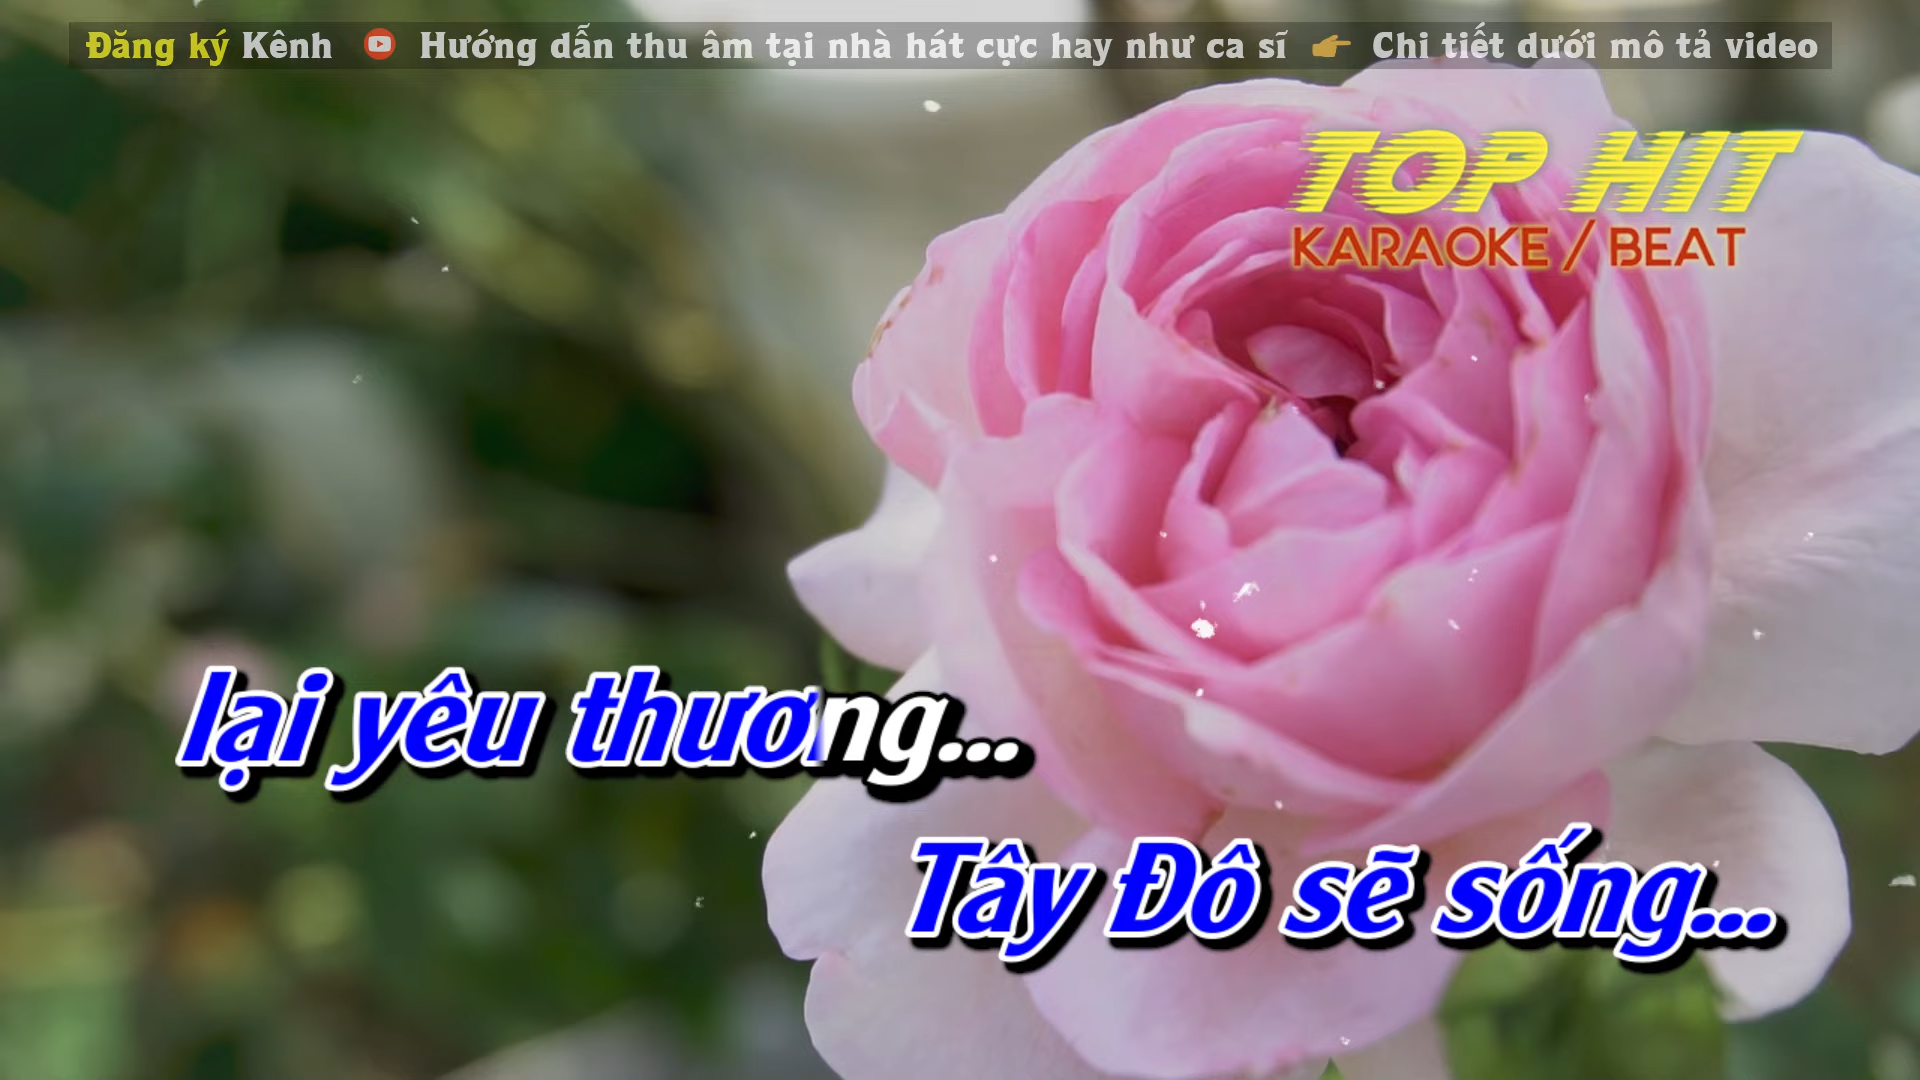 Đăng ký Kênh Hướng dẫn thu âm tại nhà hát cực hay như ca sĩ 👉 Chi tiết dưới mô tả video
TOP HIT
KARAOKE / BEAT
lại yêu thương...
Tây Đô sẽ sống...